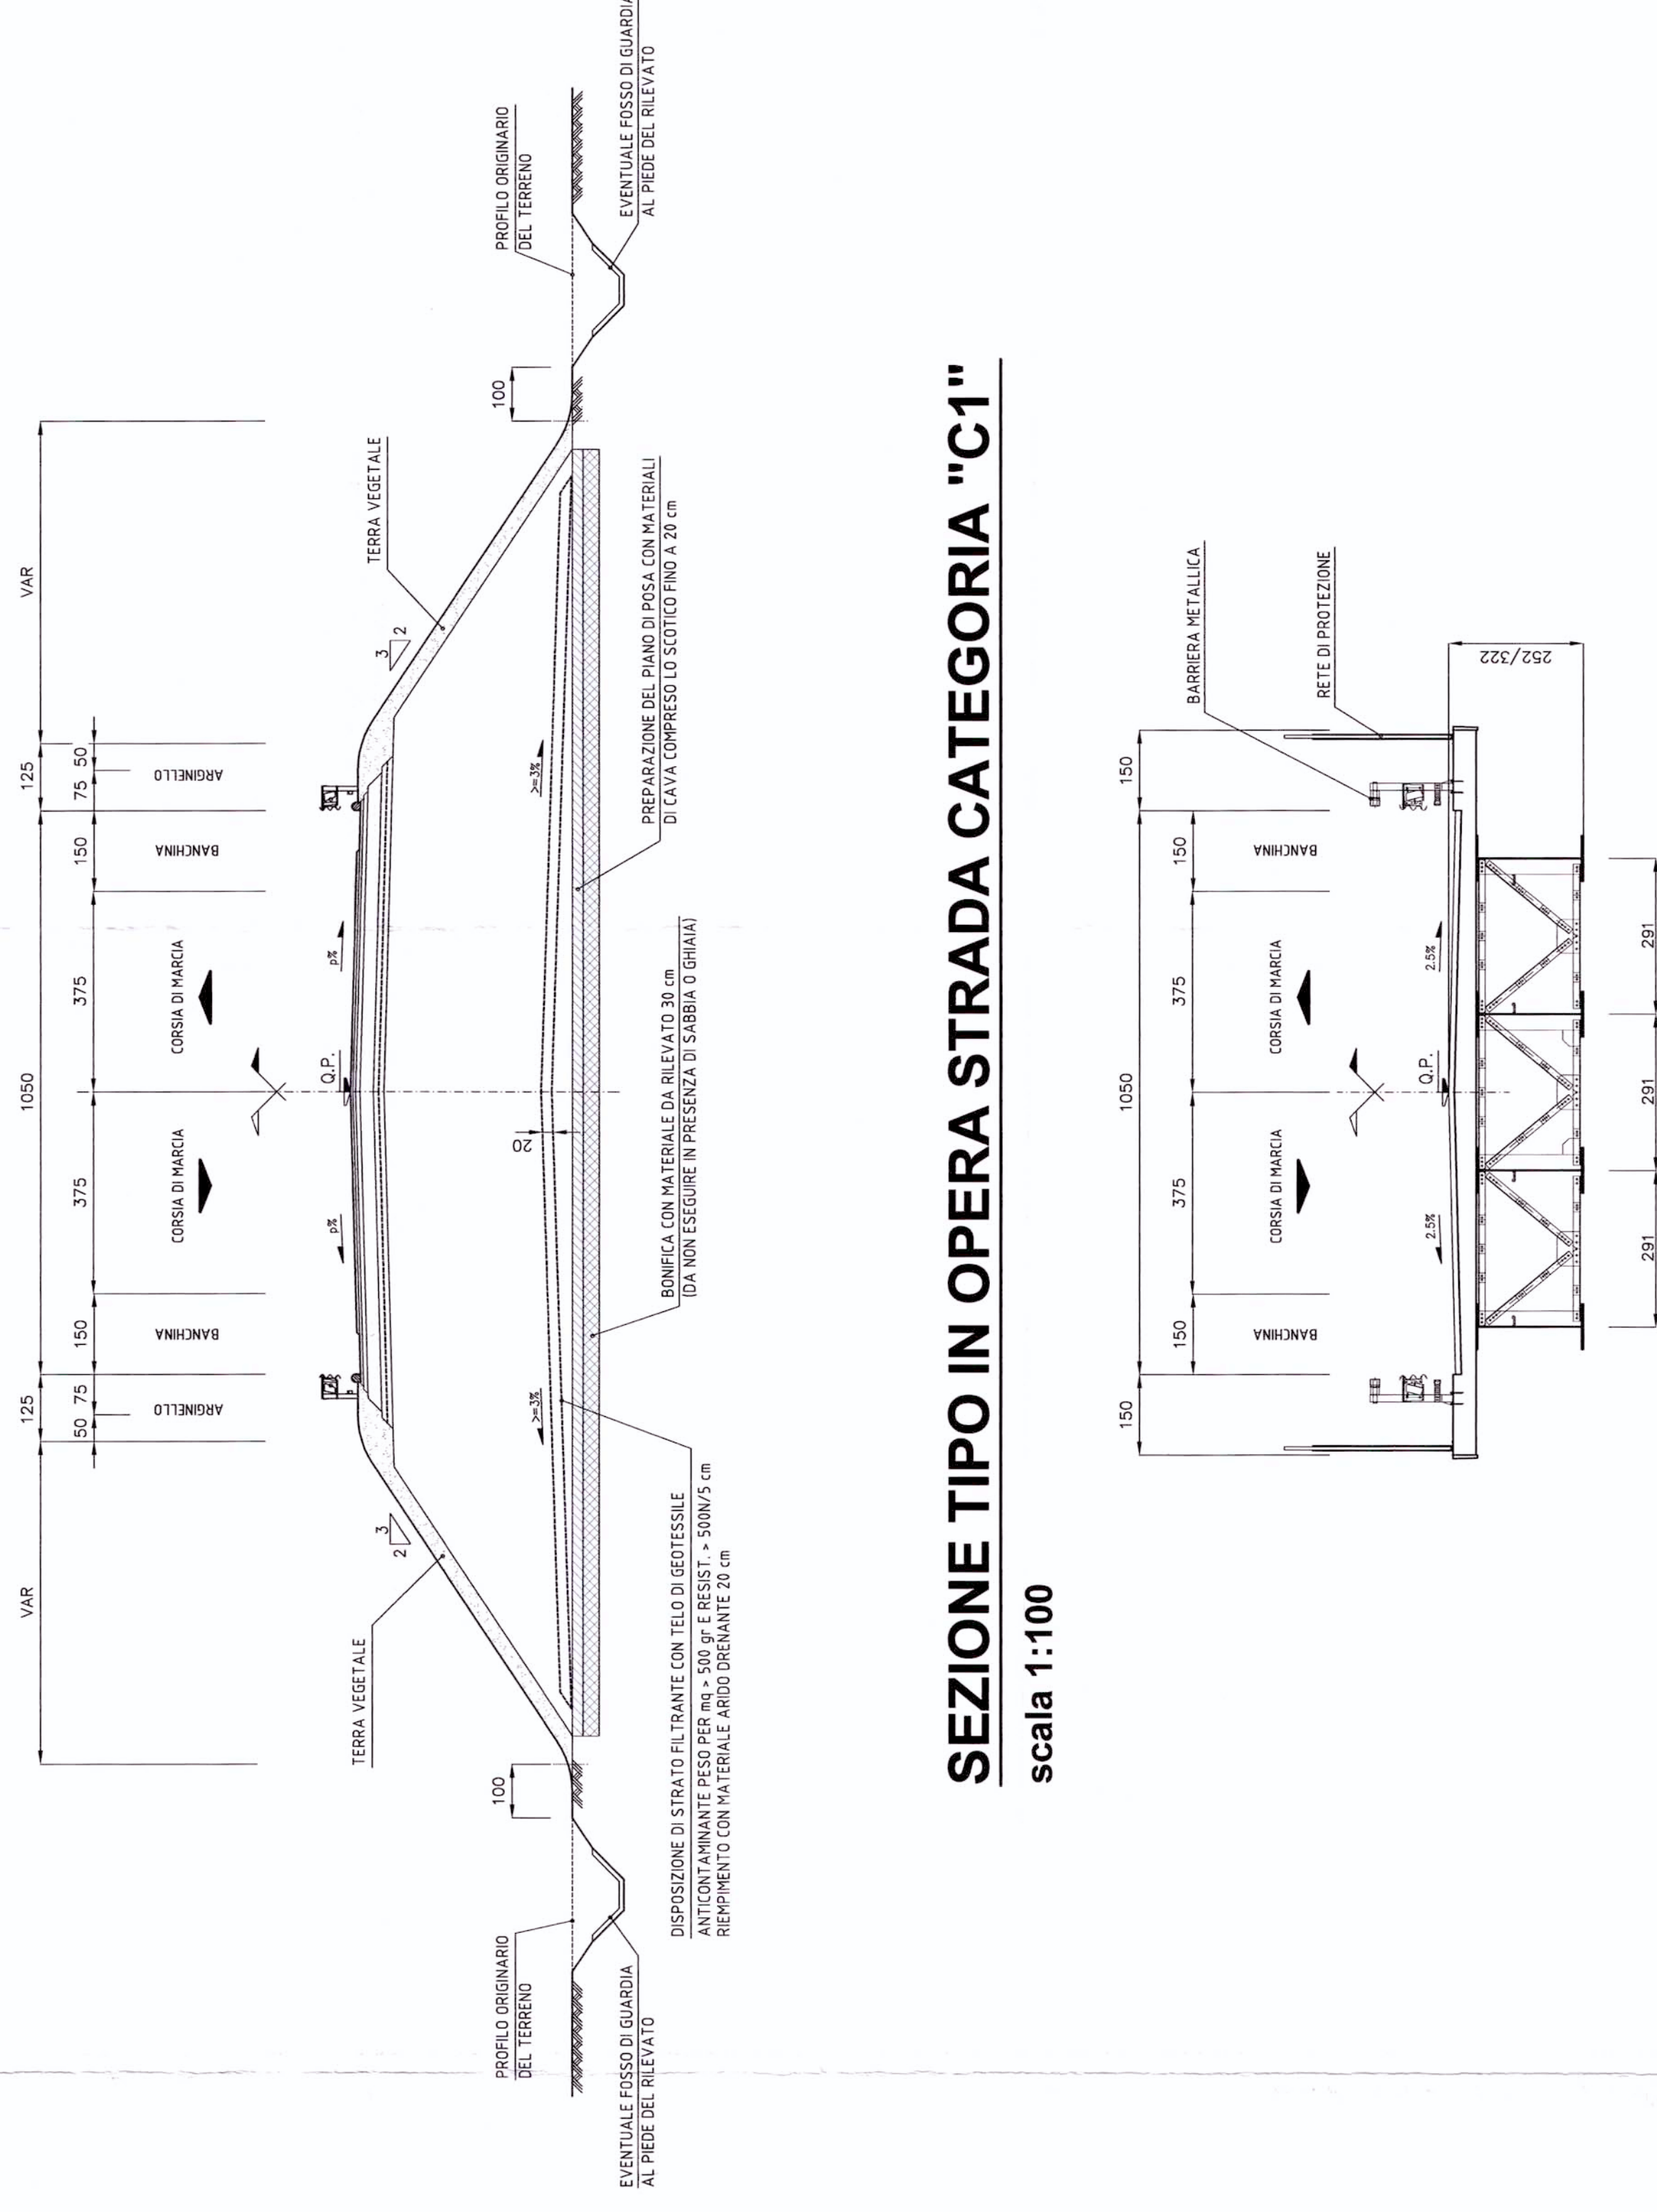 VAR
125
1050
125
VAR
50
75
150
375
375
150
75
50
ARGINELLO
BANCHINA
CORSIA DI MARCIA
CORSIA DI MARCIA
BANCHINA
ARGINELLO
p%
Q.P.
p%
TERRA VEGETALE
3
2
3
2
TERRA VEGETALE
PROFILO ORIGINARIO
DEL TERRENO
100
>=3%
20
>=3%
100
PROFILO ORIGINARIO
DEL TERRENO
EVENTUALE FOSSO DI GUARDIA
AL PIEDE DEL RILEVATO
DISPOSIZIONE DI STRATO FILTRANTE CON TELO DI GEOTESSILE
ANTICONTAMINANTE PESO PER mq > 500 gr E RESIST. > 500N/5 cm
RIEMPIMENTO CON MATERIALE ARIDO DRENANTE 20 cm
BONIFICA CON MATERIALE DA RILEVATO 30 cm
(DA NON ESEGUIRE IN PRESENZA DI SABBIA O GHIAIA)
PREPARAZIONE DEL PIANO DI POSA CON MATERIALI
DI CAVA COMPRESO LO SCOTICO FINO A 20 cm
EVENTUALE FOSSO DI GUARDIA
AL PIEDE DEL RILEVATO
SEZIONE TIPO IN OPERA STRADA CATEGORIA "C1"
scala 1:100
150
1050
150
150
375
375
150
BARRIERA METALLICA
BANCHINA
CORSIA DI MARCIA
CORSIA DI MARCIA
BANCHINA
RETE DI PROTEZIONE
2.5%
Q.P.
2.5%
252/322
291
291
291